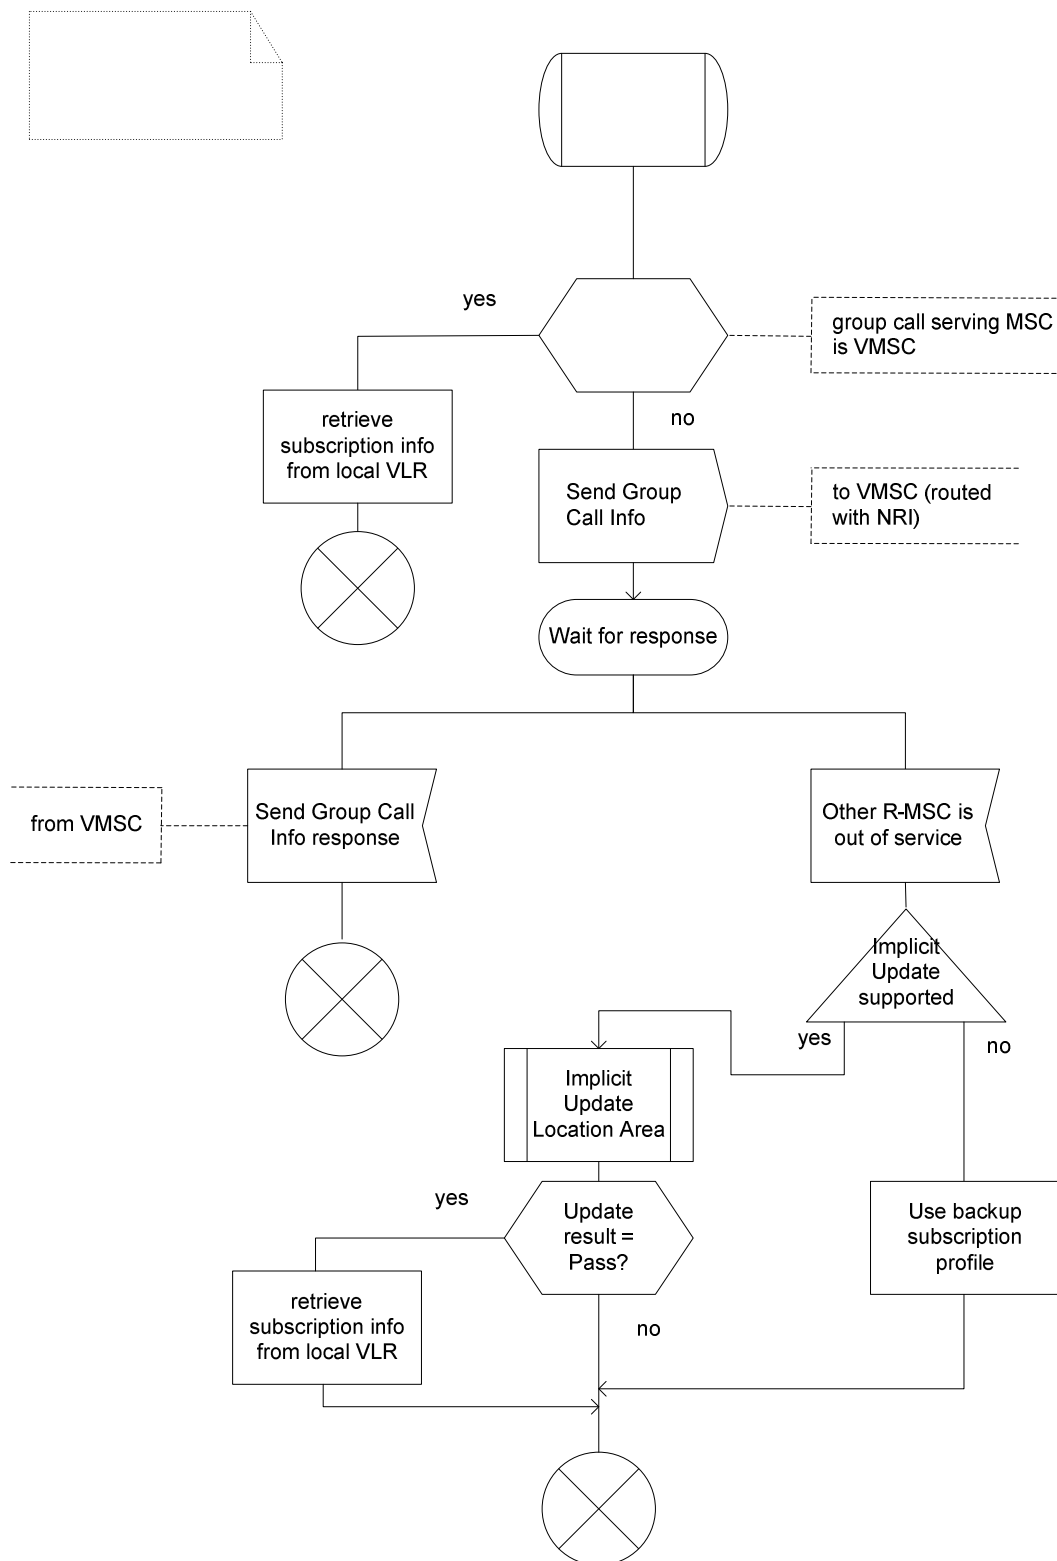 yes
group call serving MSC
is VMSC
retrieve
subscription info
from local VLR
no
Send Group
Call Info
to VMSC (routed
with NRI)
Wait for response
from VMSC
Send Group Call
Info response
Other R-MSC is
out of service
Implicit
Update
supported
yes
no
Implicit
Update
Location Area
yes
Update
result =
Pass?
Use backup
subscription
profile
retrieve
subscription info
from local VLR
no